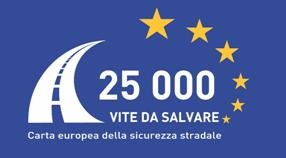 25 000
VITE DA SALVARE
Carta europea della sicurezza stradale